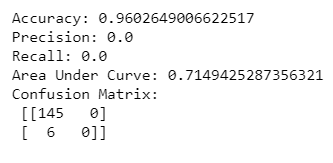 Accuracy: 0.9602649006622517
Precision: 0.0
Recall: 0.0
Area Under Curve: 0.7149425287356321
Confusion Matrix:
[[145   0]
[  6   0]]